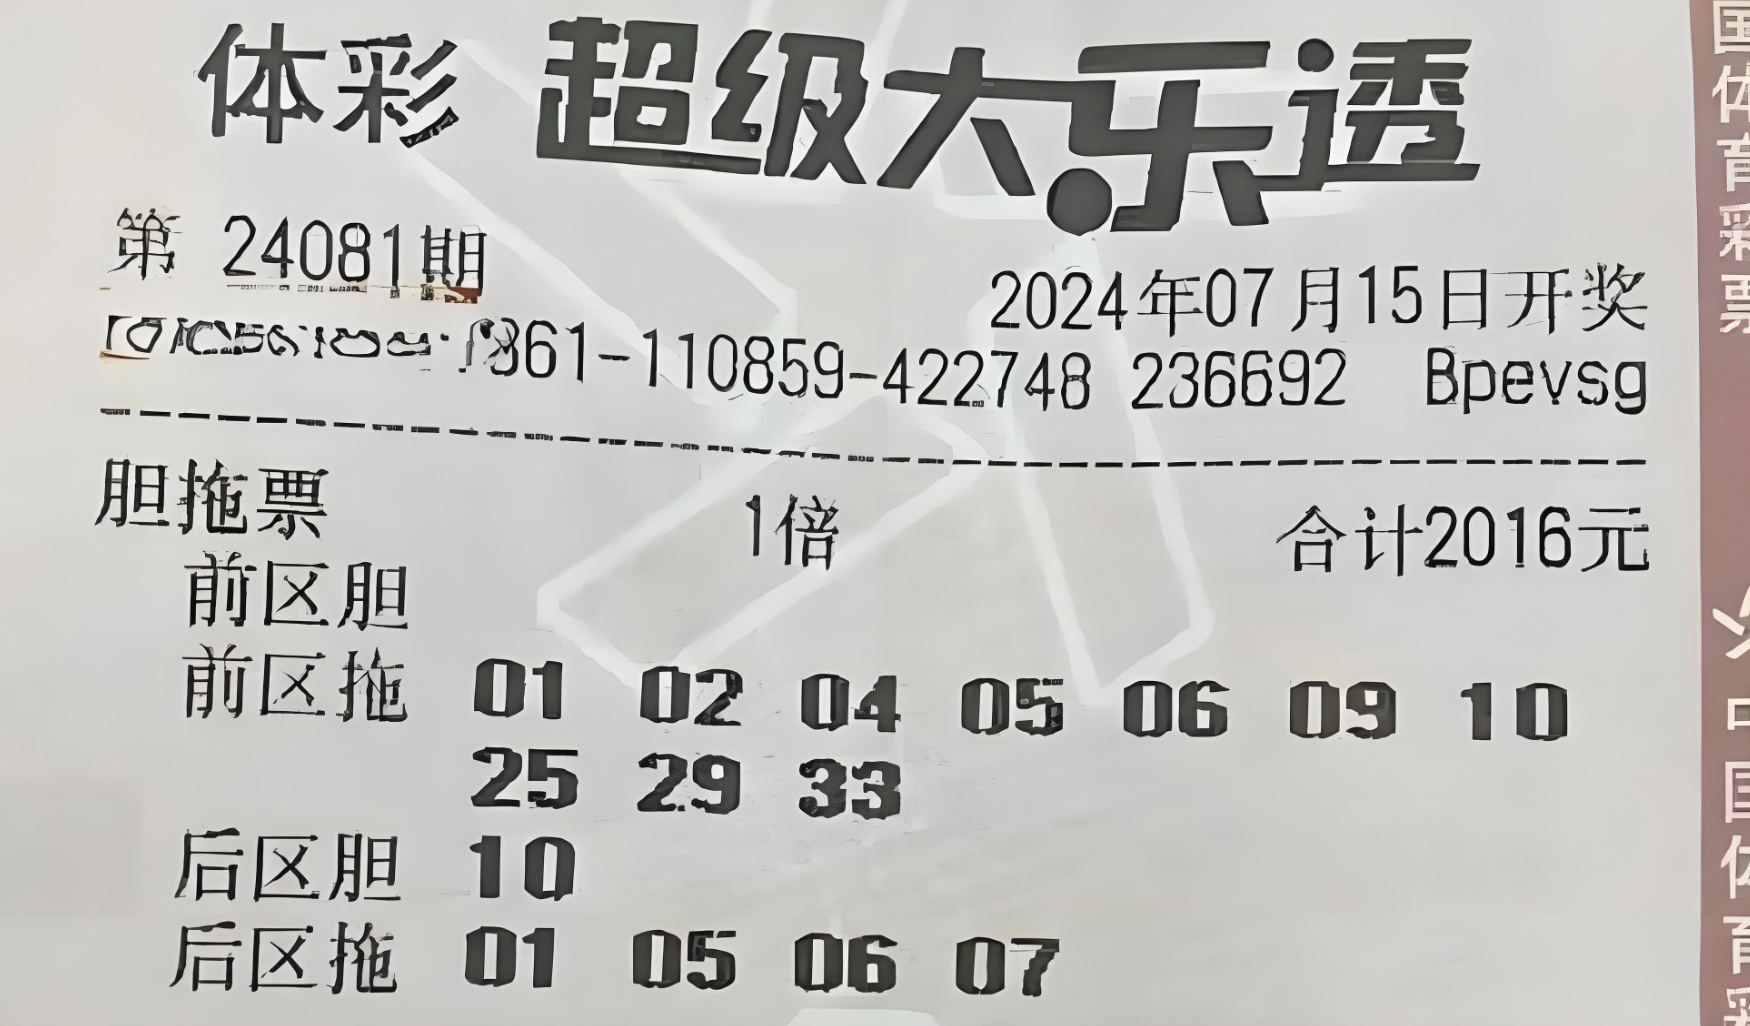 体彩 超级大乐透
第 24081期
2024年07月15日开奖
361-110859-422748 236692 Bpevsg
胆拖票 1倍 合计2016元
前区胆
前区拖 01 02 04 05 06 09 10
25 29 33
后区胆 10
后区拖 01 05 06 07
国体育彩票
中国体育彩